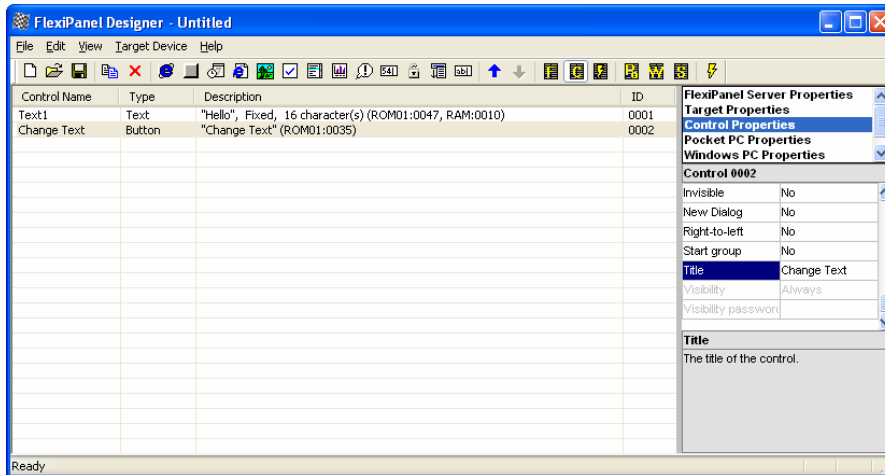 FlexiPanel Designer - Untitled
File Edit View Target Device Help
Control Name Type Description ID
Text1 Text "Hello", Fixed, 16 character(s) (ROM01:0047, RAM:0010) 0001
Change Text Button "Change Text" (ROM01:0035) 0002
FlexiPanel Server Properties
Target Properties
Control Properties
Pocket PC Properties
Windows PC Properties
Control 0002
Invisible No
New Dialog No
Right-to-left No
Start group No
Title Change Text
Visibility Always
Visibility password
Title
The title of the control.
Ready